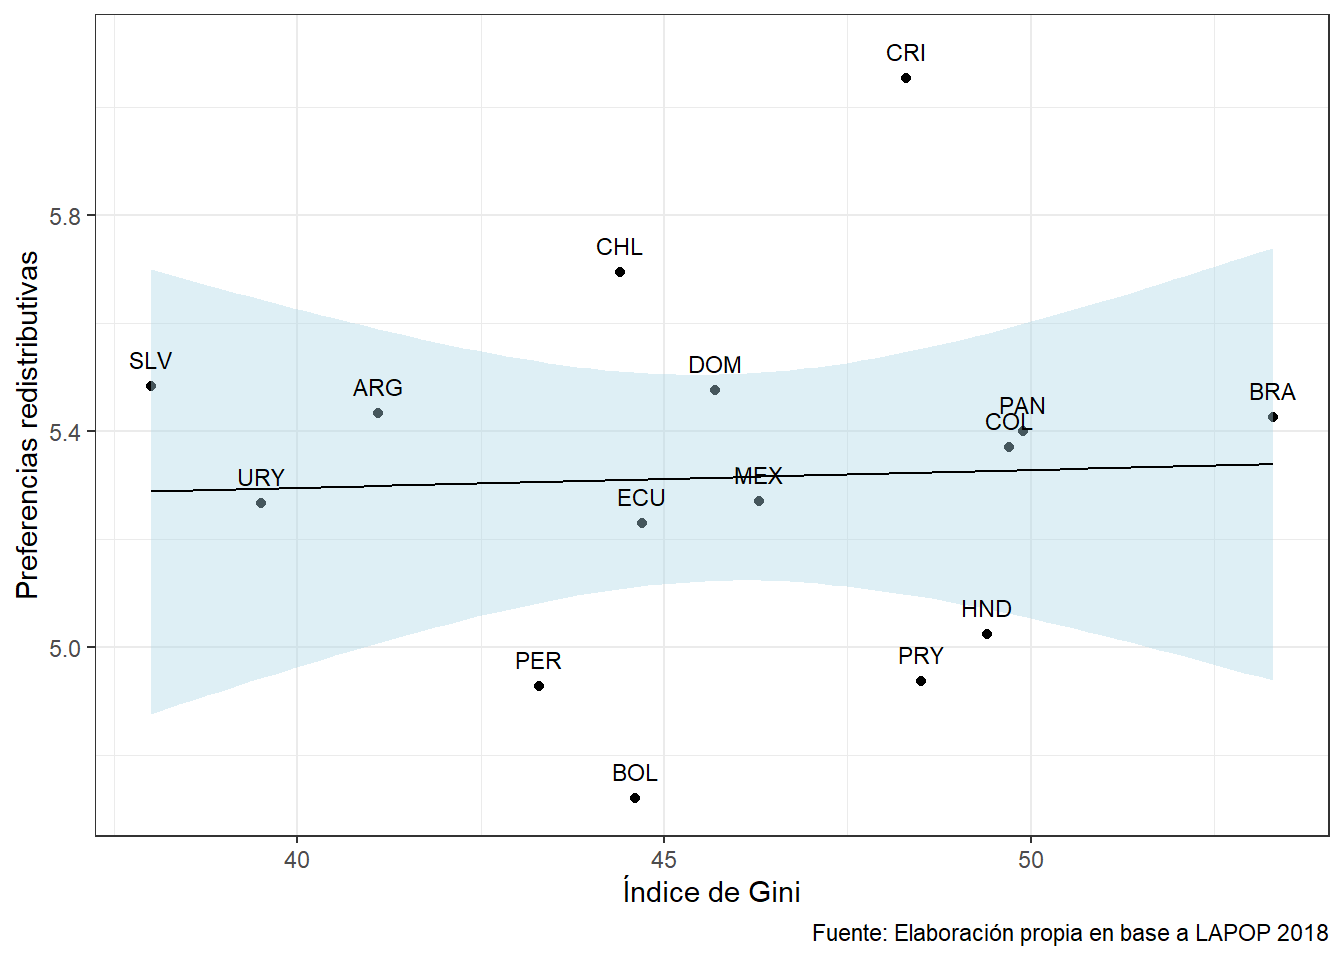 CRI
5.8
CHL
SLV
DOM
ARG
BRA
PAN
5.4
COL
URY
MEX
ECU
HND
5.0
PRY
PER
BOL
Preferencias redistributivas
40
45
50
Índice de Gini
Fuente: Elaboración propia en base a LAPOP 2018